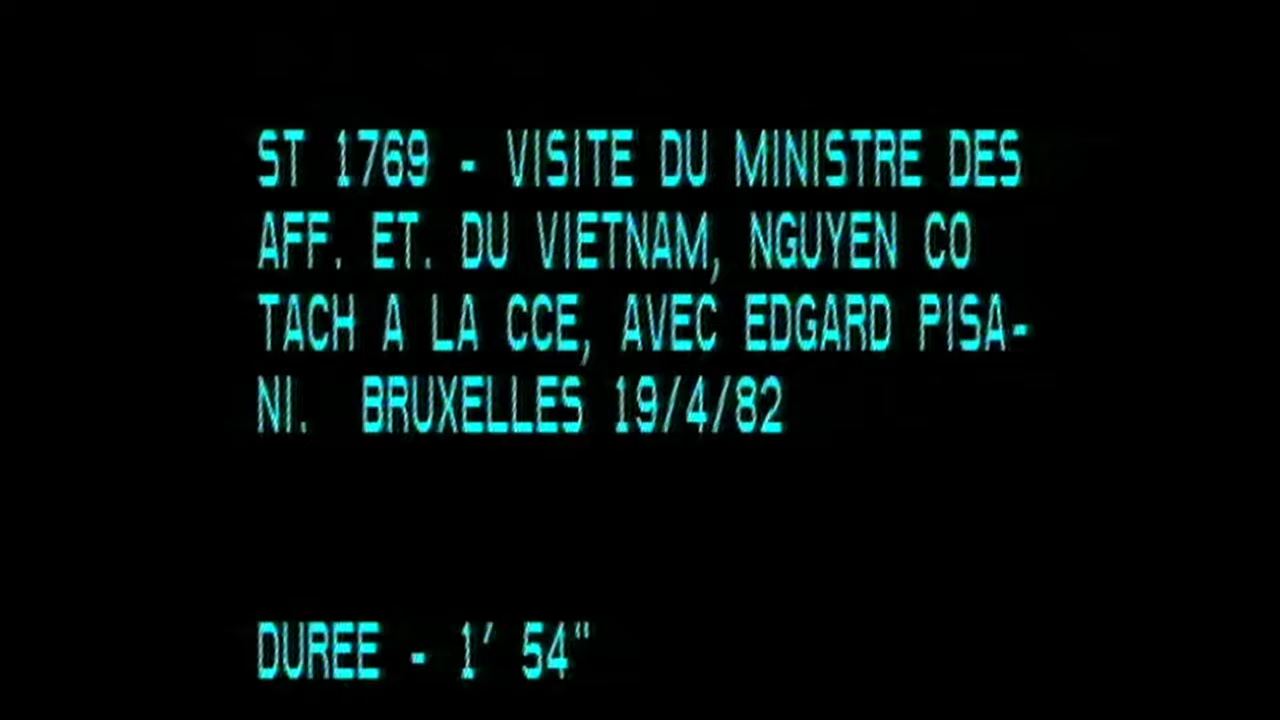 ST 1769 - VISITE DU MINISTRE DES
AFF. ET. DU VIETNAM, NGUYEN CO
TACH A LA CCE, AVEC EDGARD PISA-
NI. BRUXELLES 19/4/82
DUREE - 1' 54"